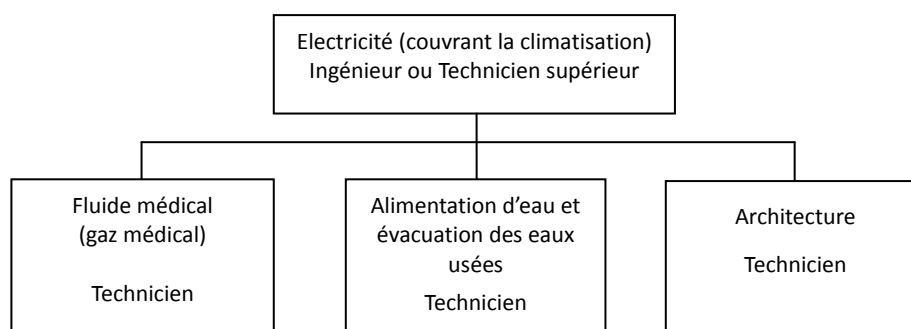 Electricité (couvrant la climatisation)
Ingénieur ou Technicien supérieur
Fluide médical
(gaz médical)
Technicien
Alimentation d’eau et
évacuation des eaux
usées
Technicien
Architecture
Technicien